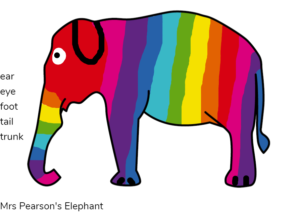 ear
eye
foot
tail
trunk
Mrs Pearson's Elephant